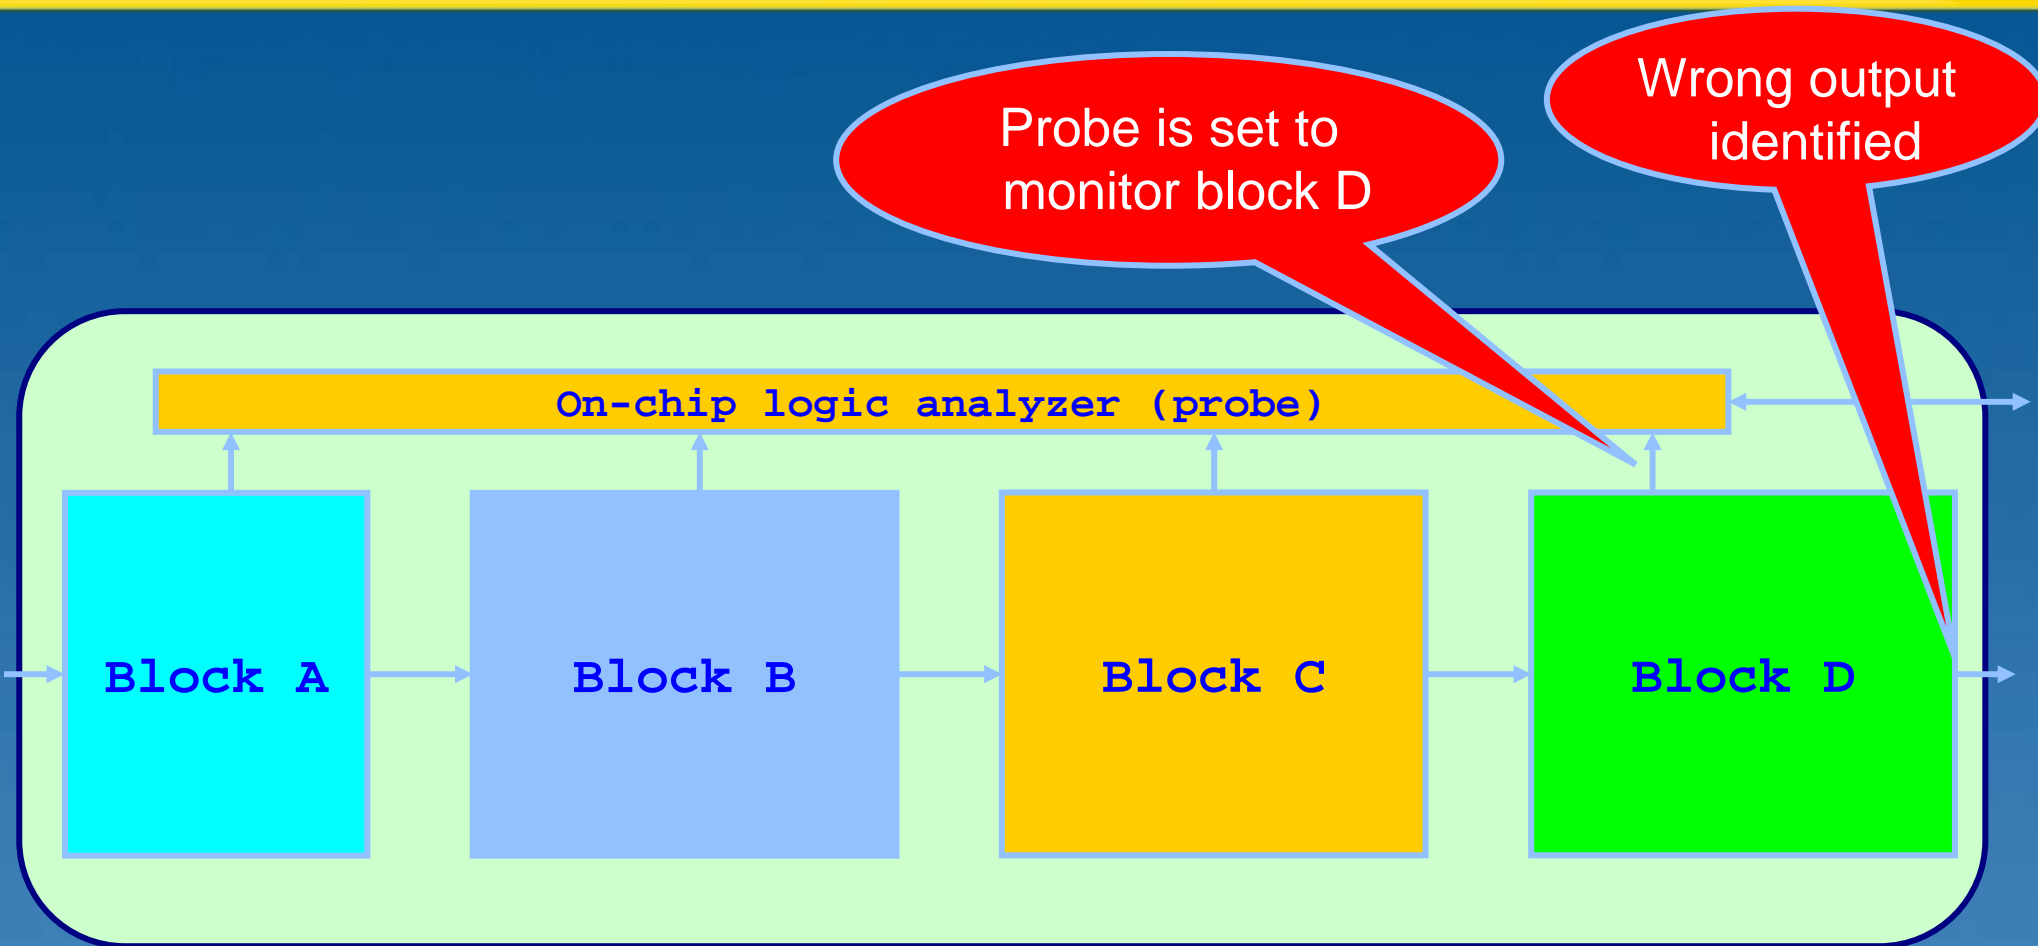 Wrong output
identified
Probe is set to
monitor block D
On-chip logic analyzer (probe)
Block A
Block B
Block C
Block D